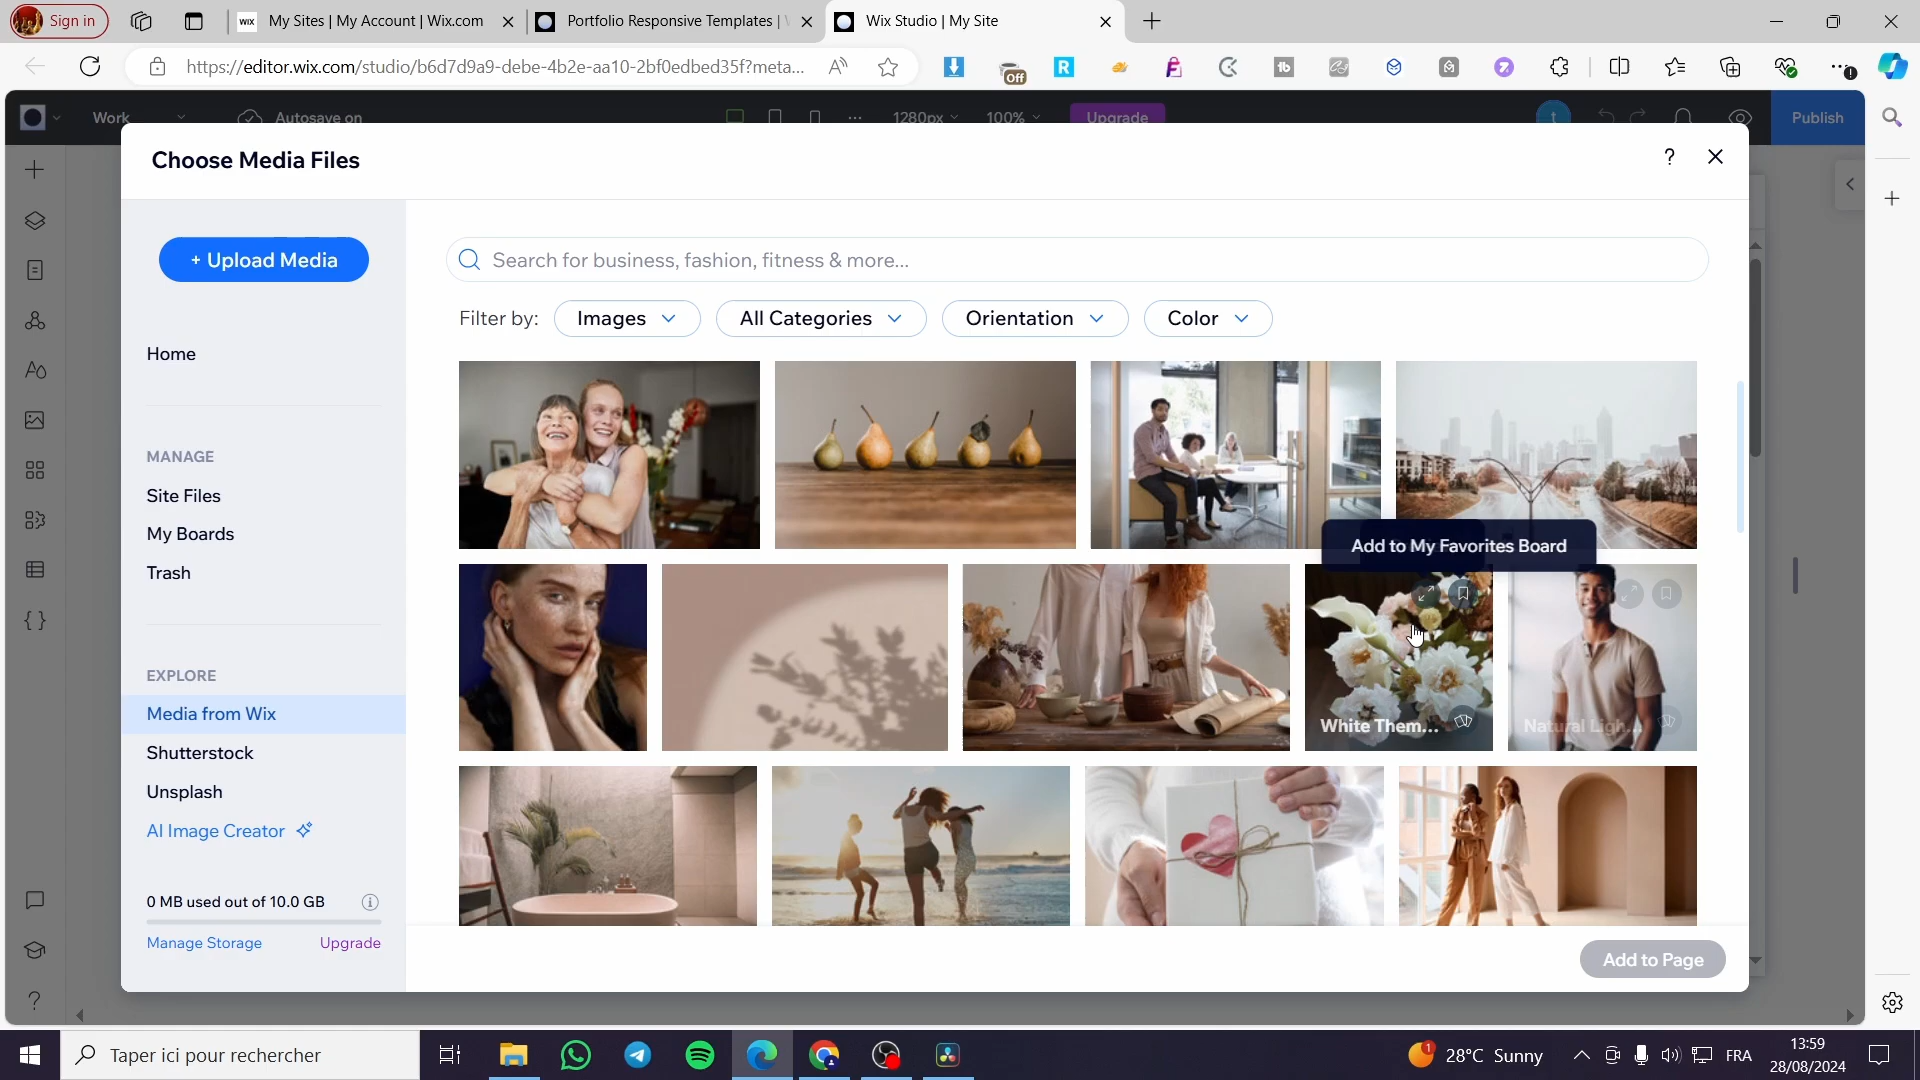 Sign in
WIX My Sites | My Account | Wix.com
Portfolio Responsive Templates |
Wix Studio | My Site
https://editor.wix.com/studio/b6d7d9a9-debe-4b2e-aa10-2bf0edbed35f?meta...
Off
Work
Autosave on
1280px
100%
Upgrade
t
Publish
Choose Media Files
?
+ Upload Media
Search for business, fashion, fitness & more...
Filter by:
Images
All Categories
Orientation
Color
Home
MANAGE
Site Files
My Boards
Trash
Add to My Favorites Board
EXPLORE
Media from Wix
Shutterstock
Unsplash
AI Image Creator
White Them...
Natural Ligh...
0 MB used out of 10.0 GB
Manage Storage
Upgrade
Add to Page
Taper ici pour rechercher
1
28°C Sunny
FRA
13:59
28/08/2024